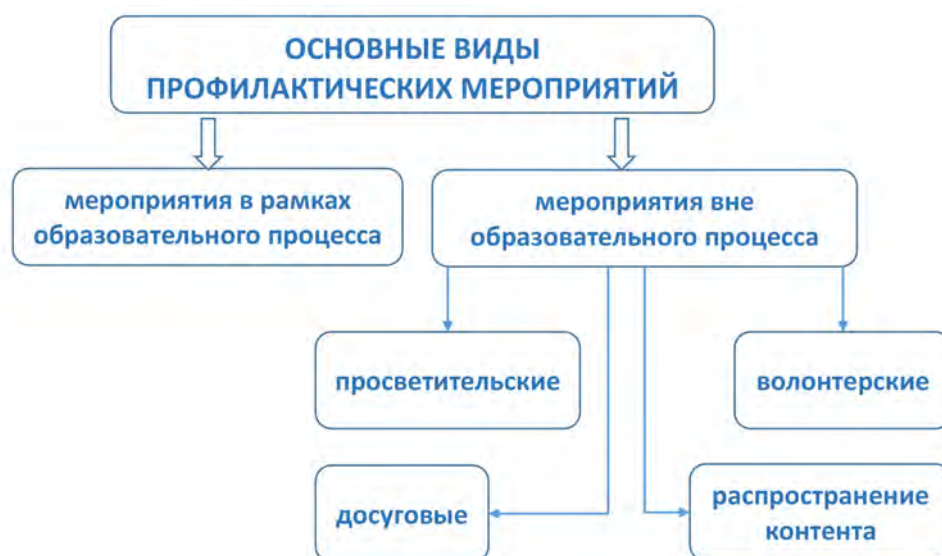 ОСНОВНЫЕ ВИДЫ
ПРОФИЛАКТИЧЕСКИХ МЕРОПРИЯТИЙ
мероприятия в рамках
образовательного процесса
мероприятия вне
образовательного процесса
просветительские
волонтерские
досуговые
распространение
контента